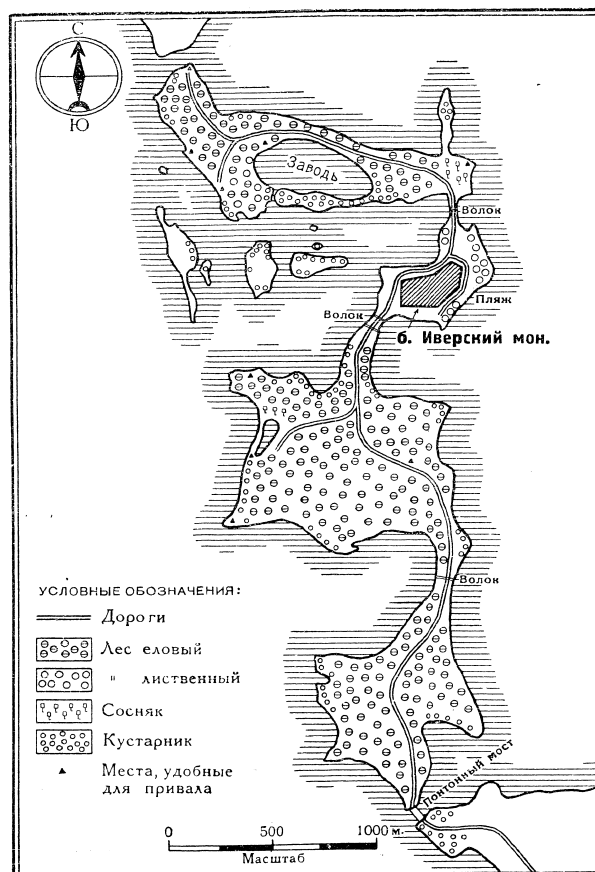 С
Ю
Заводь
Волок
Пляж
Волок
б. Иверский мон.
Волок
УСЛОВНЫЕ ОБОЗНАЧЕНИЯ:
Дороги
Лес еловый
" лиственный
Сосняк
Кустарник
Места, удобные
для привала
Понтонный мост
0 500 1000 м.
Масштаб